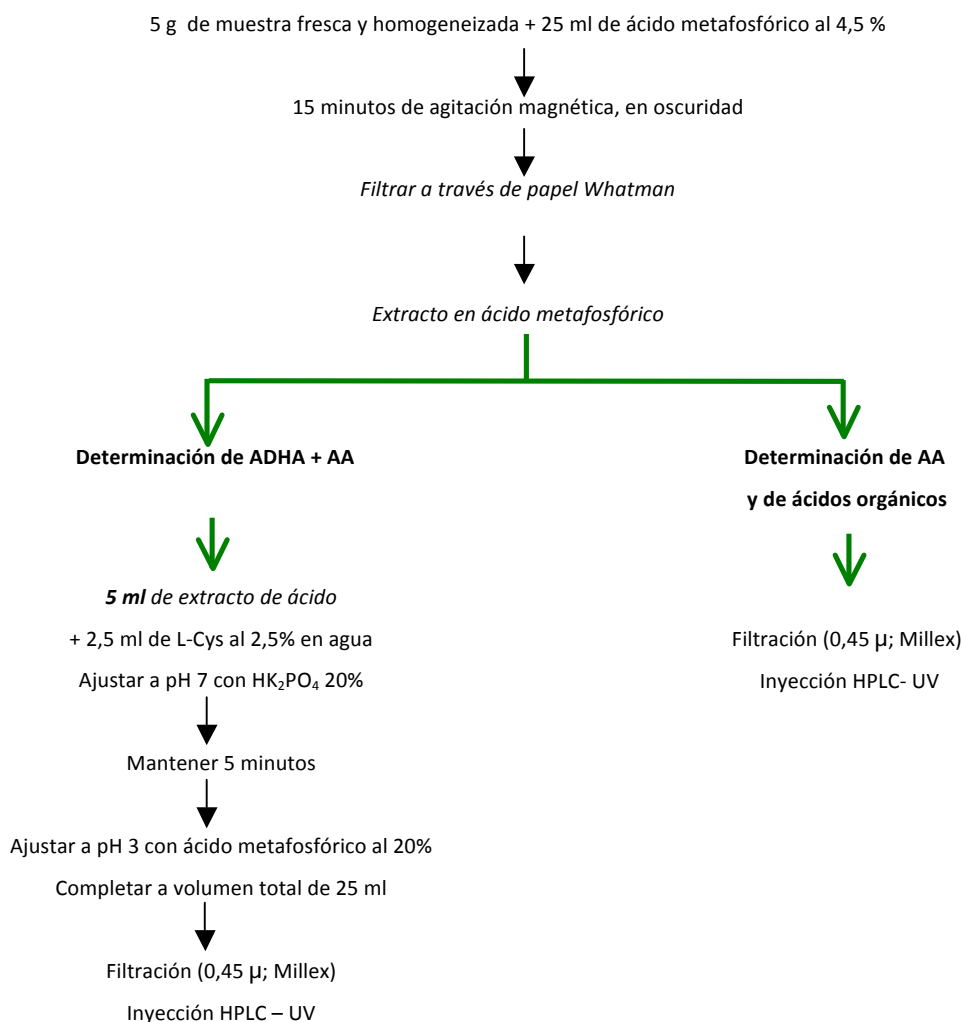 5 g de muestra fresca y homogeneizada + 25 ml de ácido metafosfórico al 4,5 %
15 minutos de agitación magnética, en oscuridad
Filtrar a través de papel Whatman
Extracto en ácido metafosfórico
Determinación de ADHA + AA
5 ml de extracto de ácido
+ 2,5 ml de L-Cys al 2,5% en agua
Ajustar a pH 7 con HK₂PO₄ 20%
Mantener 5 minutos
Ajustar a pH 3 con ácido metafosfórico al 20%
Completar a volumen total de 25 ml
Filtración (0,45 µ; Millex)
Inyección HPLC – UV
Determinación de AA
y de ácidos orgánicos
Filtración (0,45 µ; Millex)
Inyección HPLC- UV